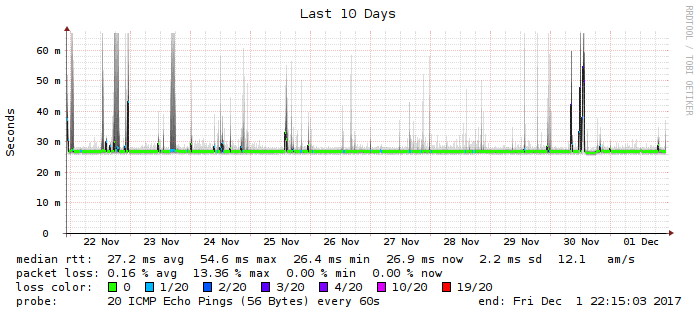 Last 10 Days
RRDTOOL / TOBI OETIKER
Seconds
60 m
50 m
40 m
30 m
20 m
10 m
0
22 Nov 23 Nov 24 Nov 25 Nov 26 Nov 27 Nov 28 Nov 29 Nov 30 Nov 01 Dec
median rtt: 27.2 ms avg 54.6 ms max 26.4 ms min 26.9 ms now 2.2 ms sd 12.1 am/s
packet loss: 0.16 % avg 13.36 % max 0.00 % min 0.00 % now
loss color: 0 1/20 2/20 3/20 4/20 10/20 19/20
probe: 20 ICMP Echo Pings (56 Bytes) every 60s end: Fri Dec 1 22:15:03 2017